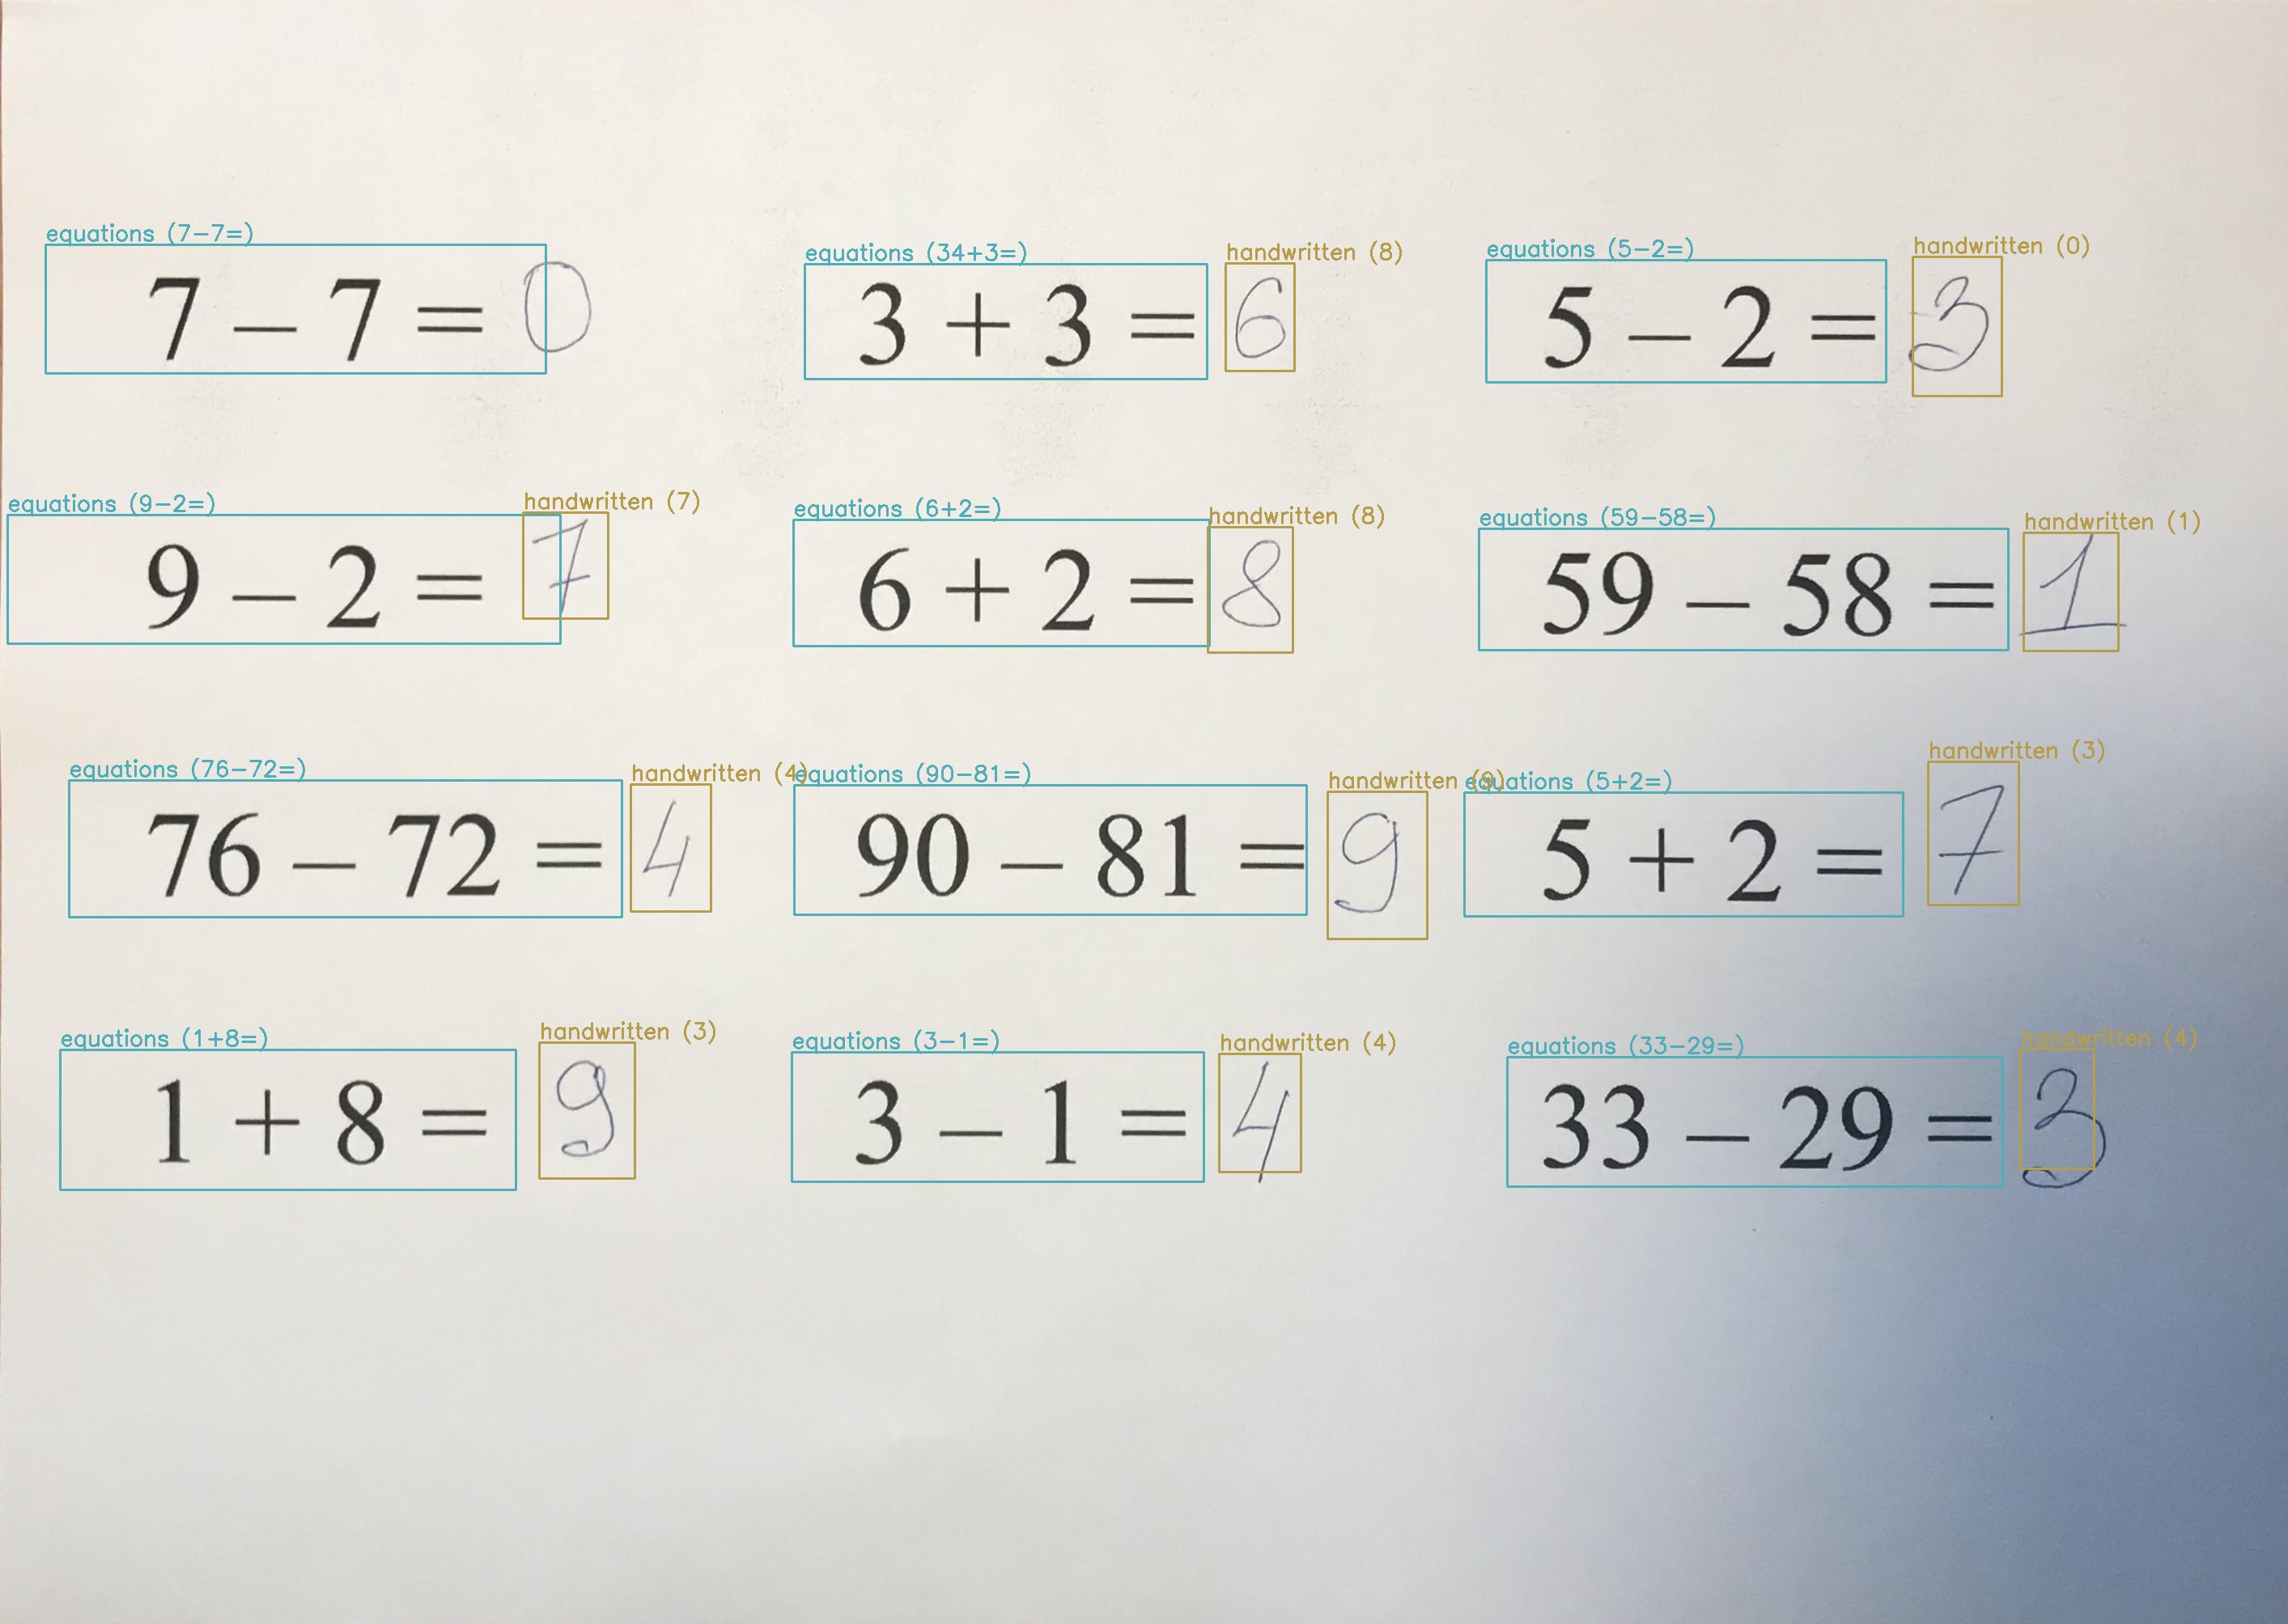 equations (7-7=) equations (34+3=) handwritten (8) equations (5-2=) handwritten (0)
7 – 7 = 0 3 + 3 = 6 5 – 2 = 3
equations (9-2=) handwritten (7) equations (6+2=) handwritten (8) equations (59-58=) handwritten (1)
9 – 2 = 7 6 + 2 = 8 59 – 58 = 1
equations (76-72=) handwritten (4) equations (90-81=) handwritten (9) equations (5+2=) handwritten (3)
76 – 72 = 4 90 – 81 = 9 5 + 2 = 7
equations (1+8=) handwritten (3) equations (3-1=) handwritten (4) equations (33-29=) handwritten (4)
1 + 8 = 9 3 – 1 = 4 33 – 29 = 3